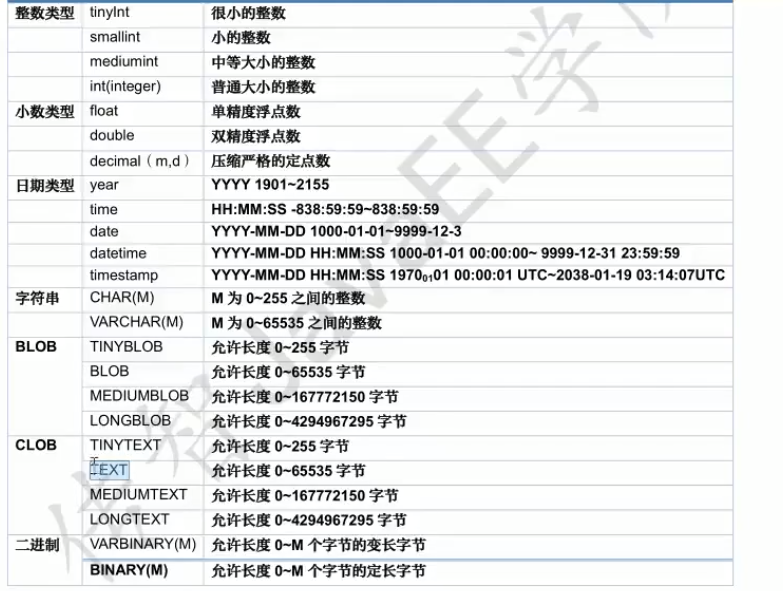 整数类型 tinyInt 很小的整数
smallint 小的整数
mediumint 中等大小的整数
int(integer) 普通大小的整数
小数类型 float 单精度浮点数
double 双精度浮点数
decimal（m,d） 压缩严格的定点数
日期类型 year YYYY 1901~2155
time HH:MM:SS -838:59:59~838:59:59
date YYYY-MM-DD 1000-01-01~9999-12-3
datetime YYYY-MM-DD HH:MM:SS 1000-01-01 00:00:00~ 9999-12-31 23:59:59
timestamp YYYY-MM-DD HH:MM:SS 1970₀₁01 00:00:01 UTC~2038-01-19 03:14:07UTC
字符串 CHAR(M) M 为 0~255 之间的整数
VARCHAR(M) M 为 0~65535 之间的整数
BLOB TINYBLOB 允许长度 0~255 字节
BLOB 允许长度 0~65535 字节
MEDIUMBLOB 允许长度 0~167772150 字节
LONGBLOB 允许长度 0~4294967295 字节
CLOB TINYTEXT 允许长度 0~255 字节
TEXT 允许长度 0~65535 字节
MEDIUMTEXT 允许长度 0~167772150 字节
LONGTEXT 允许长度 0~4294967295 字节
二进制 VARBINARY(M) 允许长度 0~M 个字节的变长字节
BINARY(M) 允许长度 0~M 个字节的定长字节
传智JavaEE学